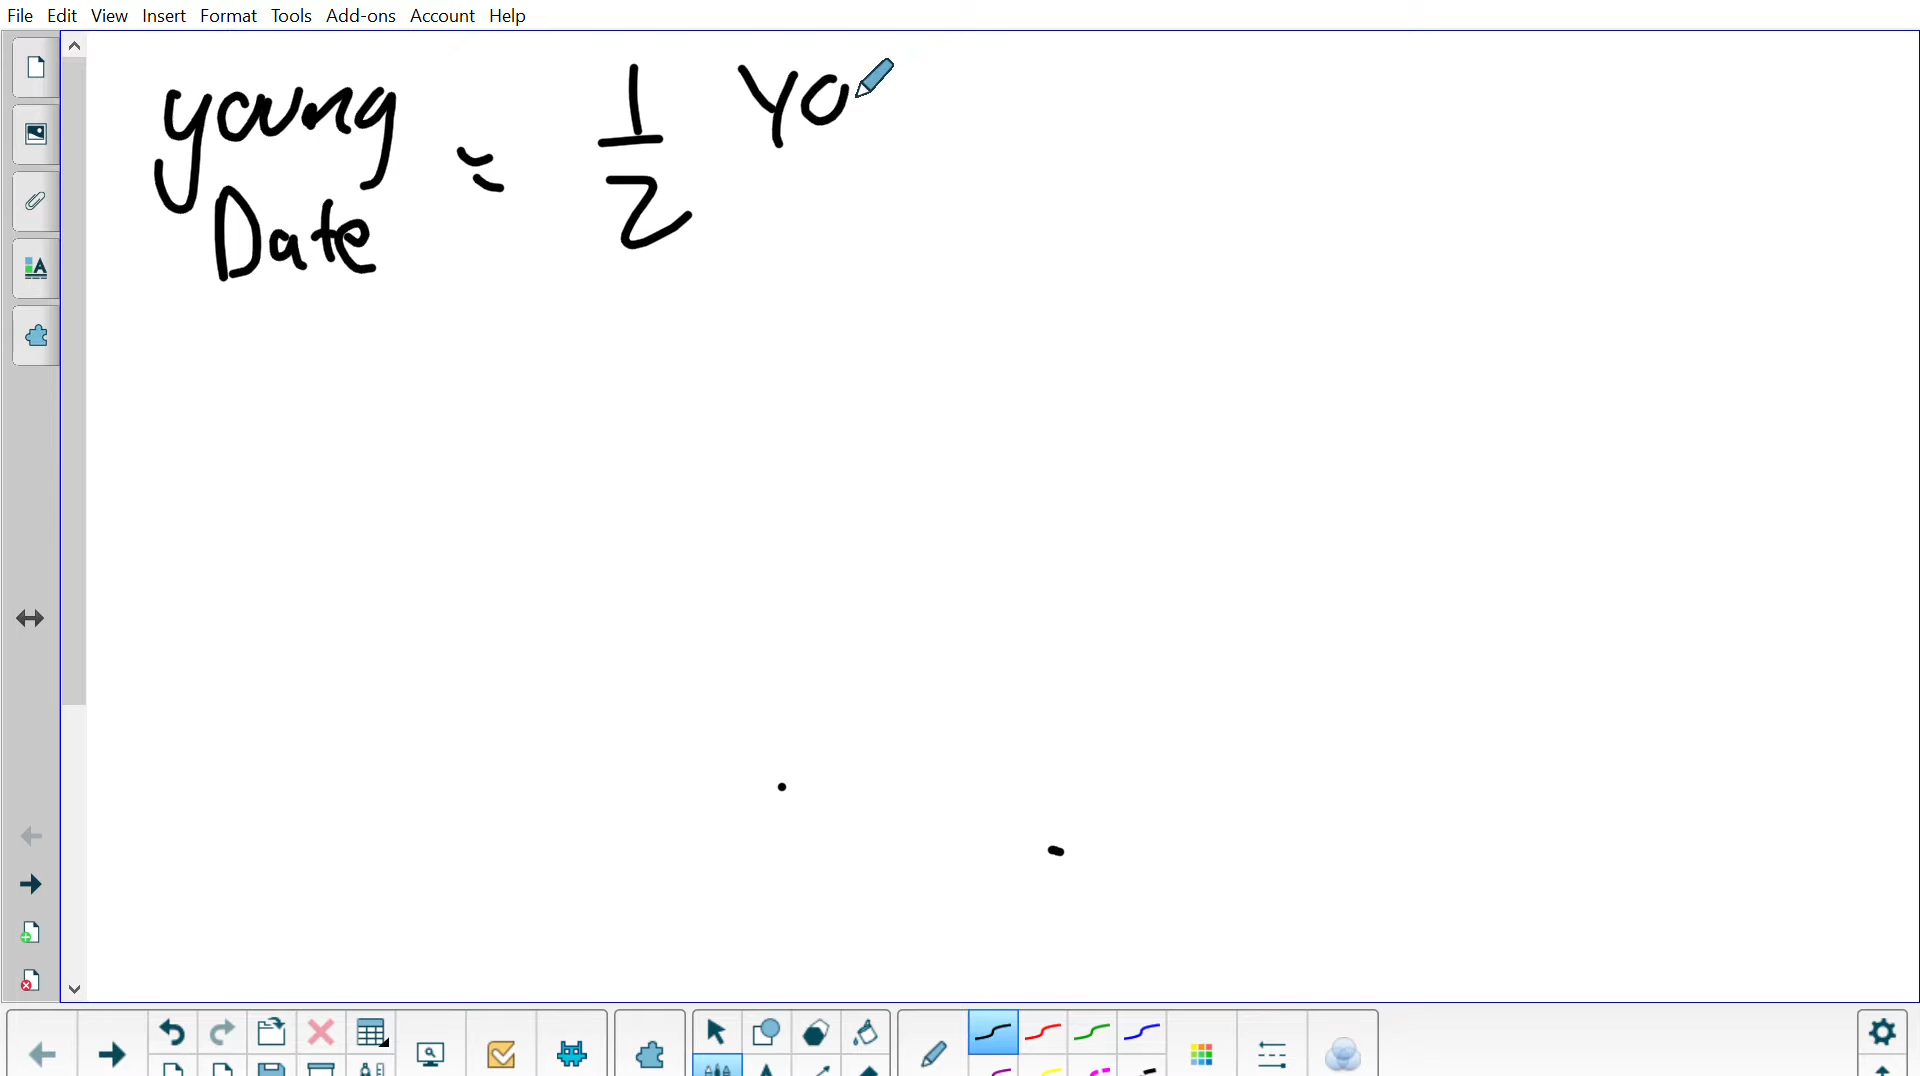 File Edit View Insert Format Tools Add-ons Account Help
young
Date
= 1/2 yo